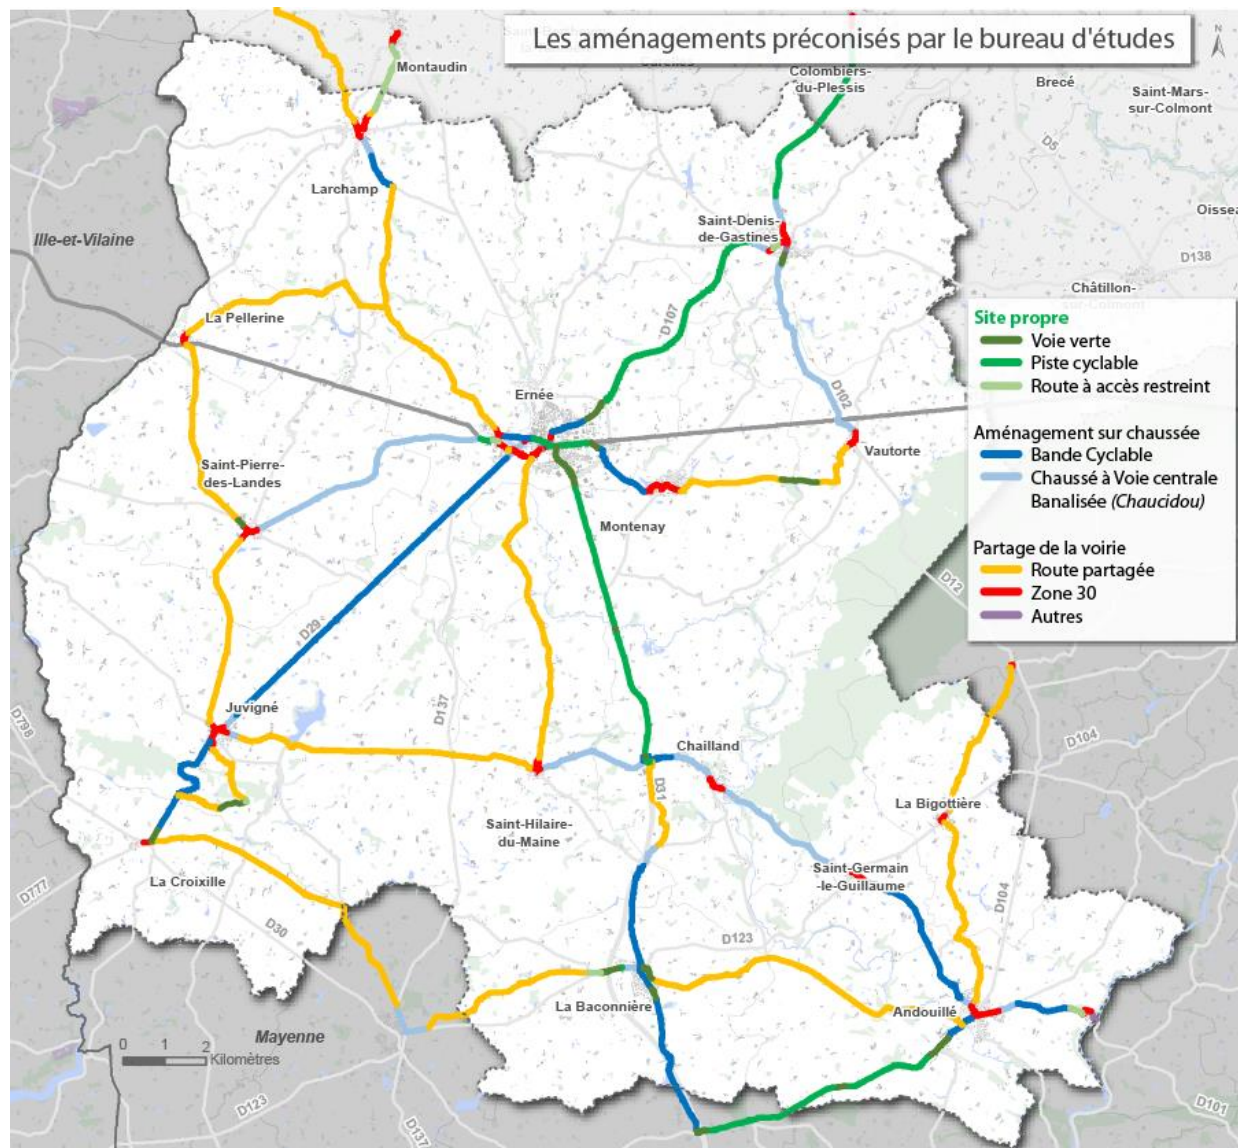 Les aménagements préconisés par le bureau d'études
N
Montaudin
Colombiers-
du-Plessis
Brecé
Saint-Mars-
sur-Colmont
D5
Larchamp
Oissea
Ille-et-Vilaine
Saint-Denis-
de-Gastines
D138
Châtillon-
sur-Colmont
La Pellerine
D107
Site propre
Voie verte
Piste cyclable
Route à accès restreint
Aménagement sur chaussée
Bande Cyclable
Chaussé à Voie centrale
Banalisée (Chaucidou)
Partage de la voirie
Route partagée
Zone 30
Autres
Ernée
D102
Vautorte
Saint-Pierre-
des-Landes
Montenay
D12
D29
Juvigné
D137
D798
Chailland
D104
D31
La Bigottière
Saint-Hilaire-
du-Maine
La Croixille
Saint-Germain
-le-Guillaume
D777
D104
D30
D123
La Baconnière
Andouillé
Mayenne
0 1 2
Kilomètres
D123
D137
D101